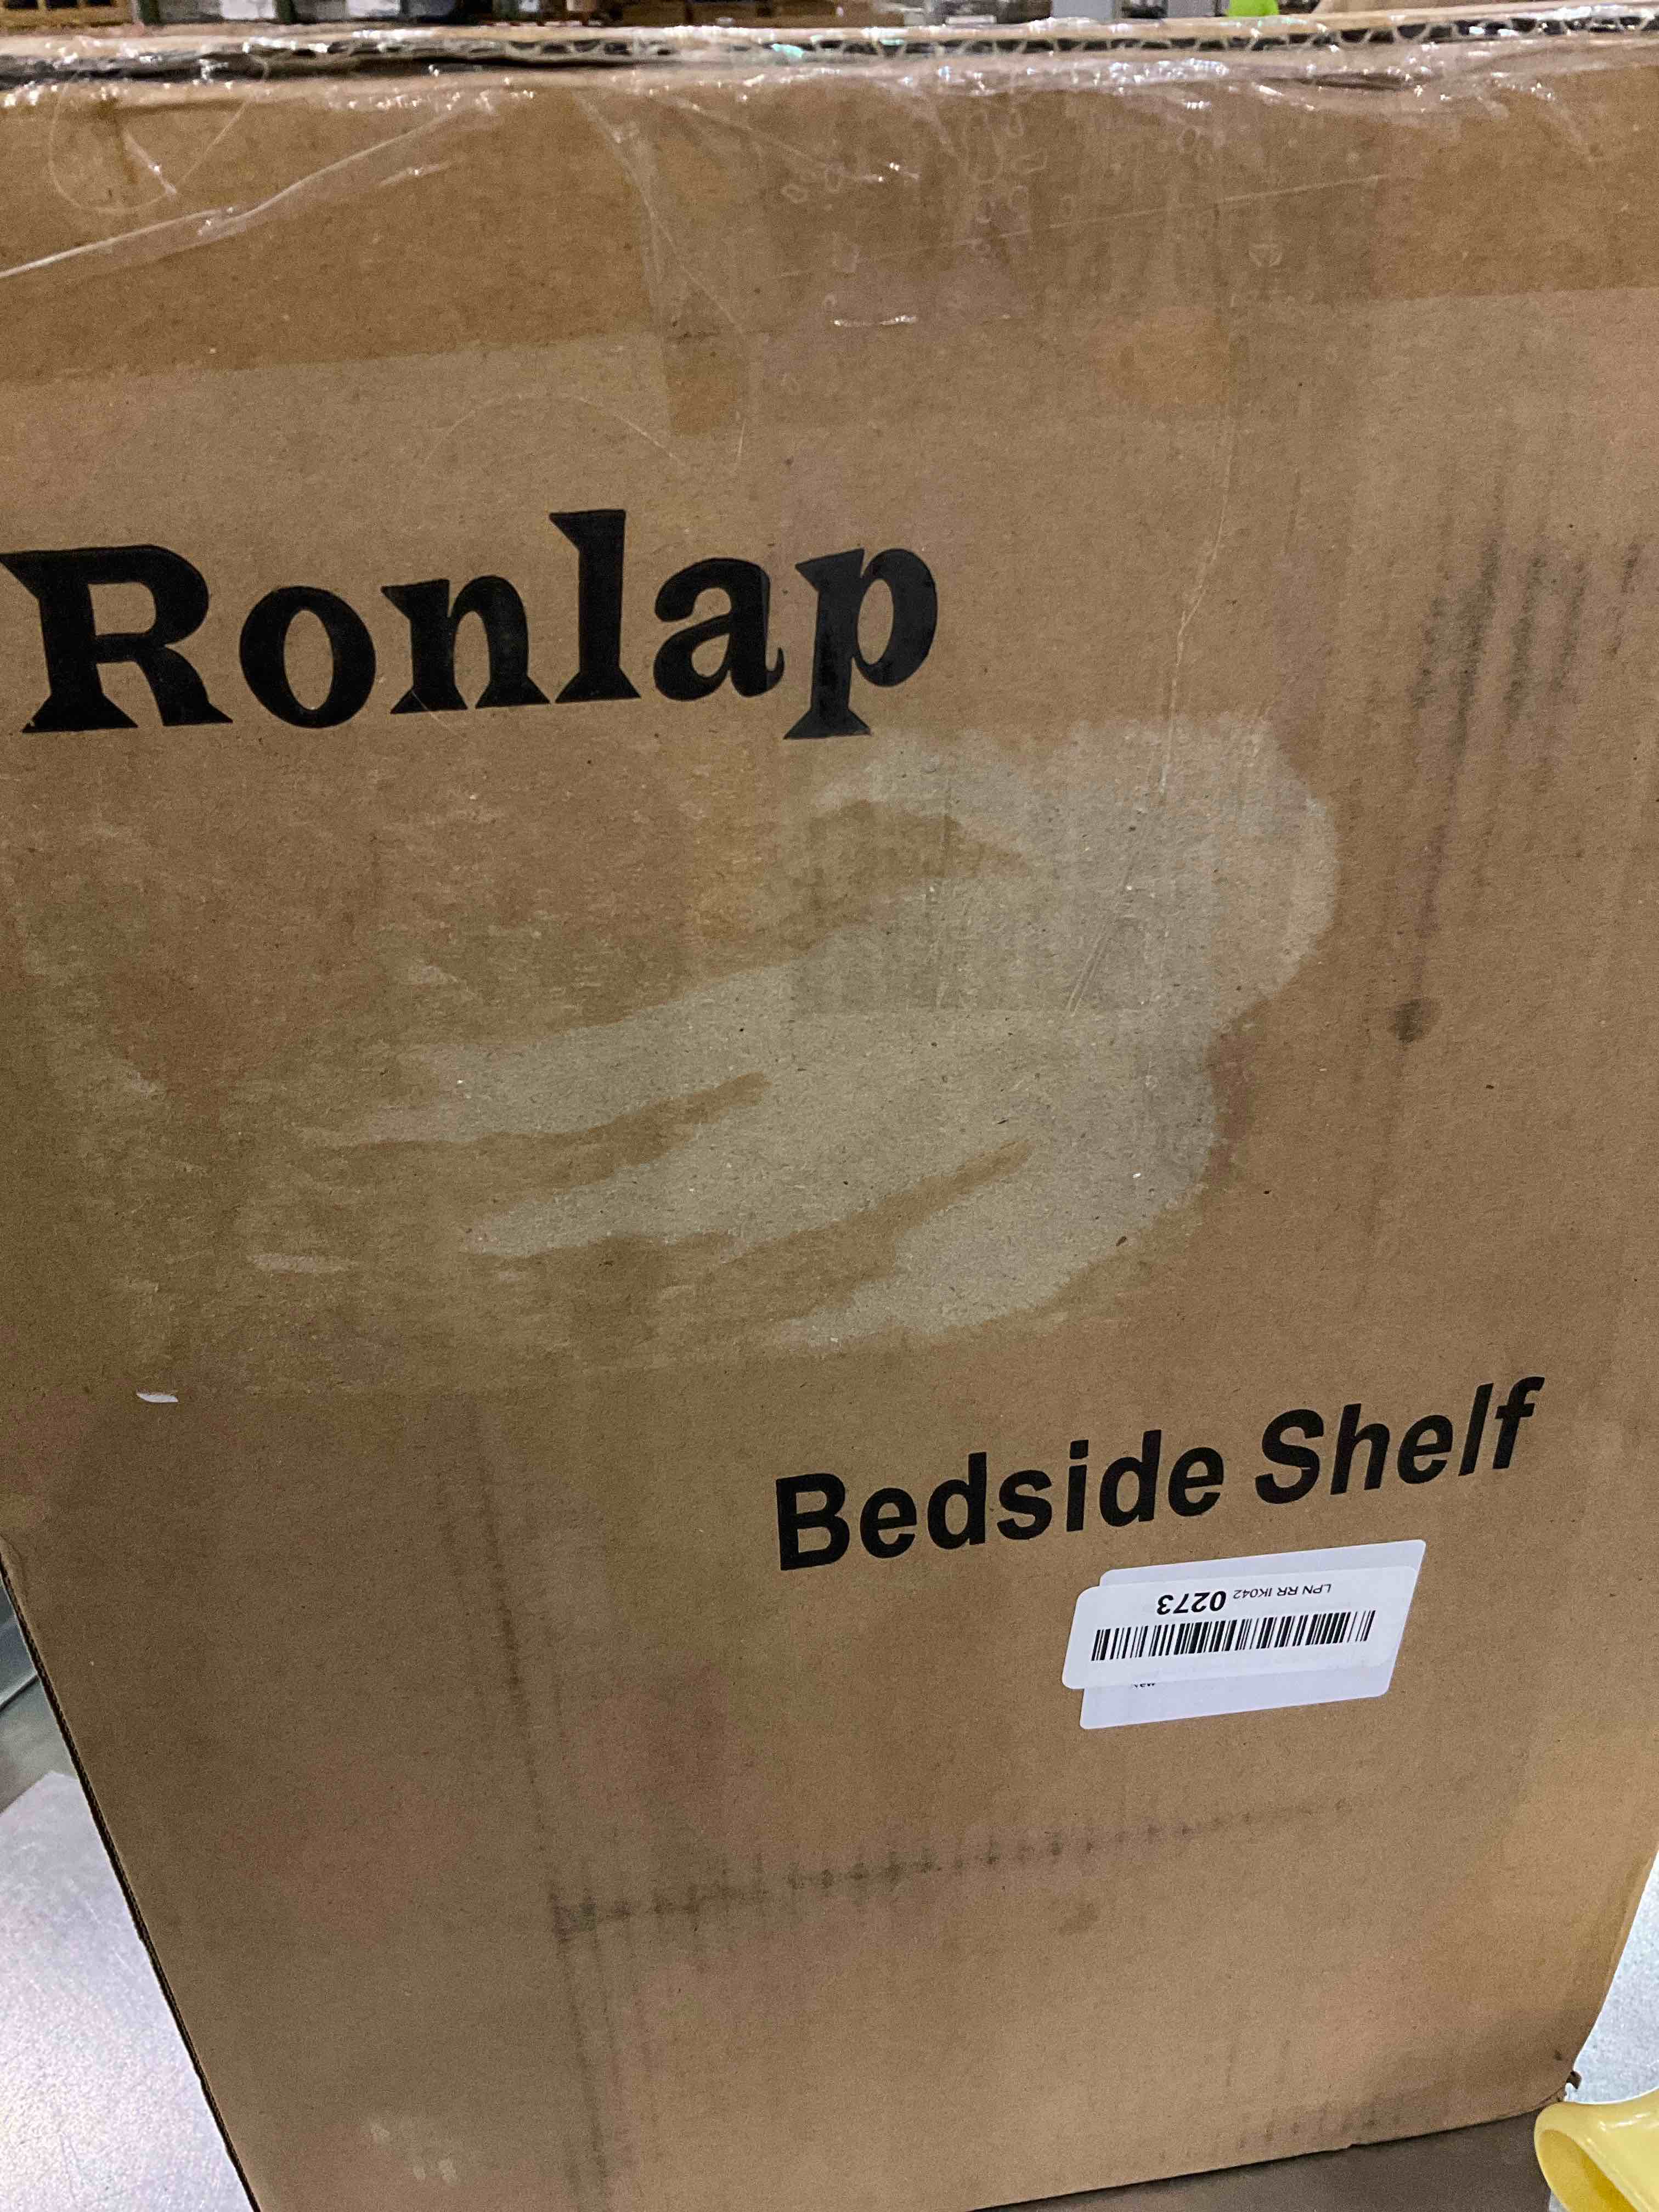 Ronlap
Bedside Shelf
LPN RR IK042 0273